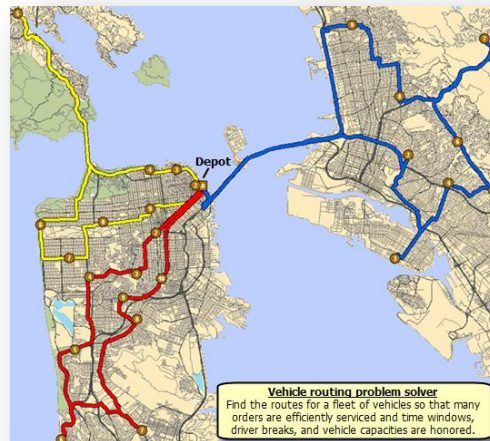 Depot
Vehicle routing problem solver
Find the routes for a fleet of vehicles so that many
orders are efficiently serviced and time windows,
driver breaks, and vehicle capacities are honored.